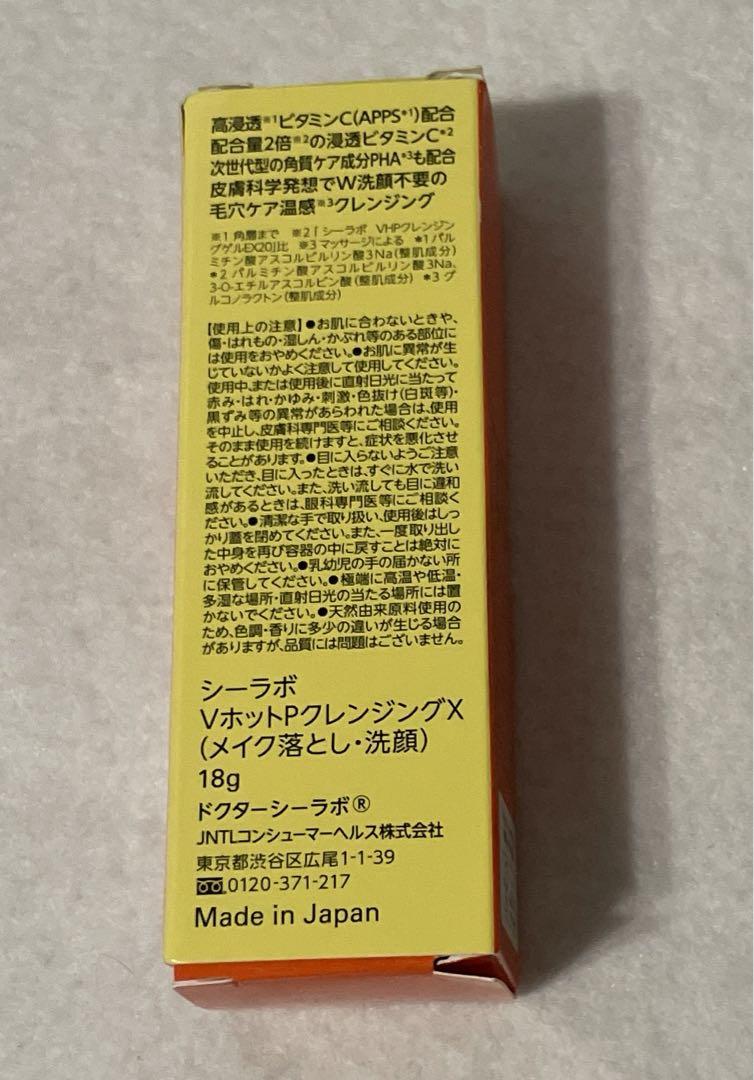 高浸透※1ビタミンC(APPS*1)配合
配合量2倍※2の浸透ビタミンC*2
次世代型の角質ケア成分PHA*3も配合
皮膚科学発想でW洗顔不要の
毛穴ケア温感※3クレンジング
※1 角層まで ※2「シーラボ VHPクレンジン
グゲルEX20」比 ※3 マッサージによる *1 パル
ミチン酸アスコルビルリン酸3Na(整肌成分)
*2 パルミチン酸アスコルビルリン酸3Na、
3-O-エチルアスコルビン酸(整肌成分) *3 グ
ルコノラクトン(整肌成分)
【使用上の注意】●お肌に合わないときや、
傷・はれもの・湿しん・かぶれ等のある部位に
は使用をおやめください。●お肌に異常が生
じていないかよく注意して使用してください。
使用中、または使用後に直射日光に当たって
赤み・はれ・かゆみ・刺激・色抜け(白斑等)・
黒ずみ等の異常があらわれた場合は、使用
を中止し、皮膚科専門医等にご相談ください。
そのまま使用を続けますと、症状を悪化させ
ることがあります。●目に入らないようご注意
いただき、目に入ったときは、すぐに水で洗い
流してください。また、洗い流しても目に違和
感があるときは、眼科専門医等にご相談く
ださい。●清潔な手で取り扱い、使用後はしっ
かり蓋を閉めてください。また、一度取り出し
た中身を再び容器の中に戻すことは絶対に
おやめください。●乳幼児の手の届かない所
に保管してください。●極端に高温や低温・
多湿な場所・直射日光の当たる場所には置
かないでください。●天然由来原料使用の
ため、色調・香りに多少の違いが生じる場合
がありますが、品質には問題はございません。
シーラボ
VホットPクレンジングX
(メイク落とし・洗顔)
18g
ドクターシーラボ®
JNTLコンシューマーヘルス株式会社
東京都渋谷区広尾1-1-39
0120-371-217
Made in Japan